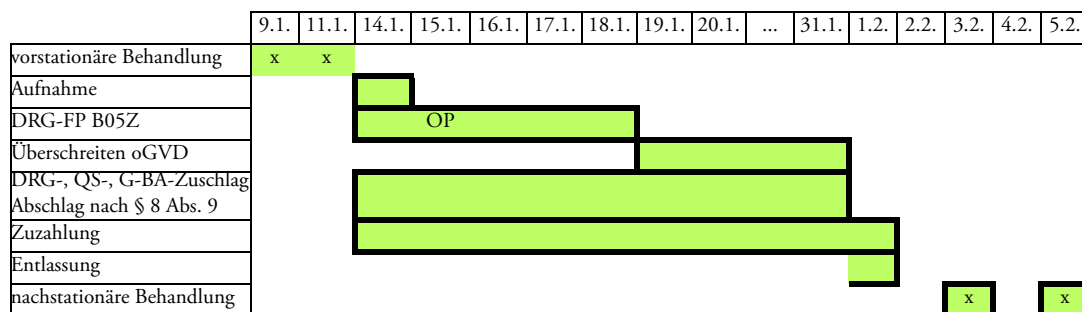 9.1. 11.1. 14.1. 15.1. 16.1. 17.1. 18.1. 19.1. 20.1. ... 31.1. 1.2. 2.2. 3.2. 4.2. 5.2.
vorstationäre Behandlung x x
Aufnahme
DRG-FP B05Z OP
Überschreiten oGVD
DRG-, QS-, G-BA-Zuschlag
Abschlag nach § 8 Abs. 9
Zuzahlung
Entlassung
nachstationäre Behandlung x x